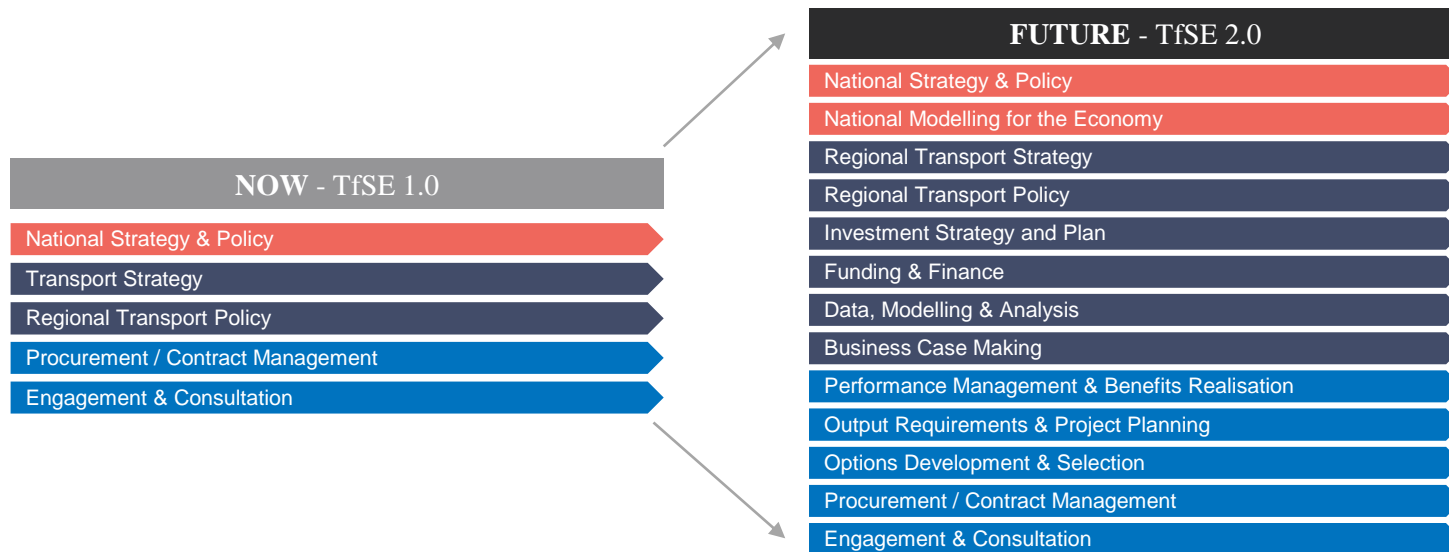 NOW - TfSE 1.0
National Strategy & Policy
Transport Strategy
Regional Transport Policy
Procurement / Contract Management
Engagement & Consultation
FUTURE - TfSE 2.0
National Strategy & Policy
National Modelling for the Economy
Regional Transport Strategy
Regional Transport Policy
Investment Strategy and Plan
Funding & Finance
Data, Modelling & Analysis
Business Case Making
Performance Management & Benefits Realisation
Output Requirements & Project Planning
Options Development & Selection
Procurement / Contract Management
Engagement & Consultation